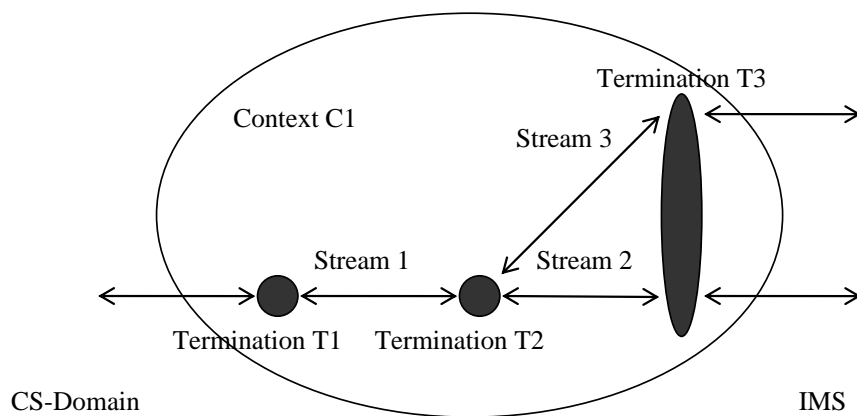 Termination T3
Context C1
Stream 3
Stream 1
Stream 2
Termination T1
Termination T2
CS-Domain
IMS